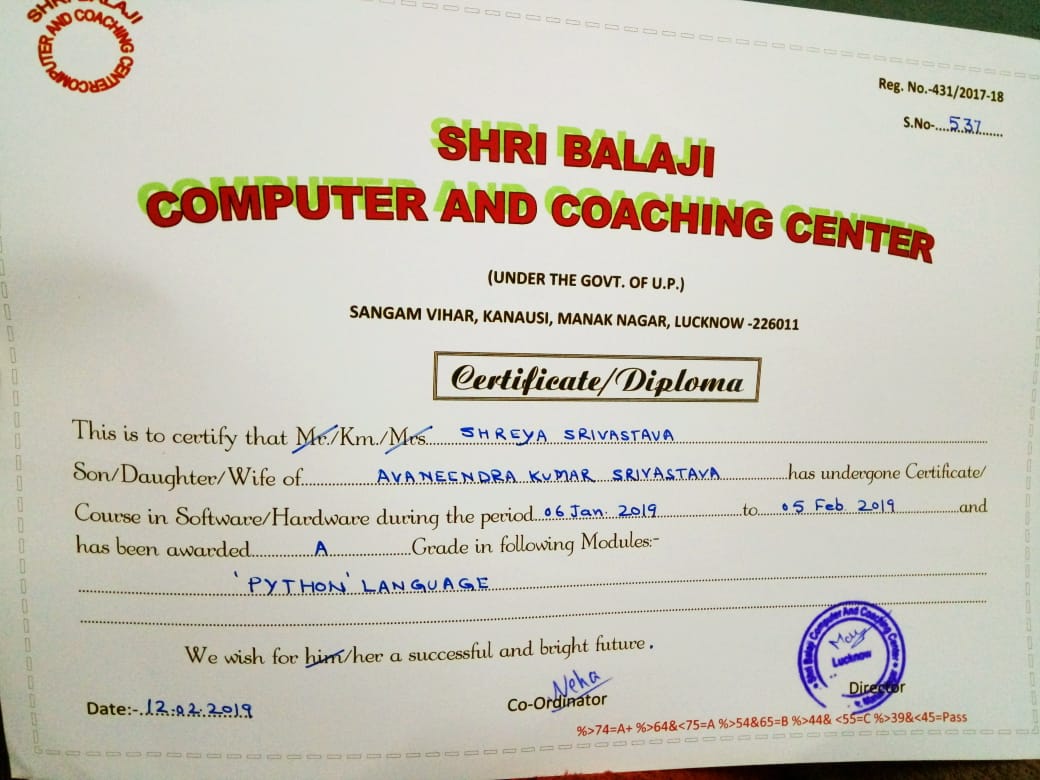 SHRI BALAJI
COMPUTER AND COACHING CENTER
Reg. No.-431/2017-18
S.No-....537......
SHRI BALAJI
COMPUTER AND COACHING CENTER
(UNDER THE GOVT. OF U.P.)
SANGAM VIHAR, KANAUSI, MANAK NAGAR, LUCKNOW -226011
Certificate/Diploma
This is to certify that Mr./Km./Mrs. SHREYA SRIVASTAVA
Son/Daughter/Wife of AVANEENDRA KUMAR SRIVASTAVA has undergone Certificate/
Course in Software/Hardware during the period 06 Jan. 2019 to 05 Feb 2019 and
has been awarded A Grade in following Modules:-
'PYTHON' LANGUAGE
We wish for him/her a successful and bright future.
Shri Balaji Computer And Coaching Center
Lucknow
Neha
Co-Ordinator
Director
Date:- 12.02.2019
%>74=A+ %>64&<75=A %>54&65=B %>44& <55=C %>39&<45=Pass